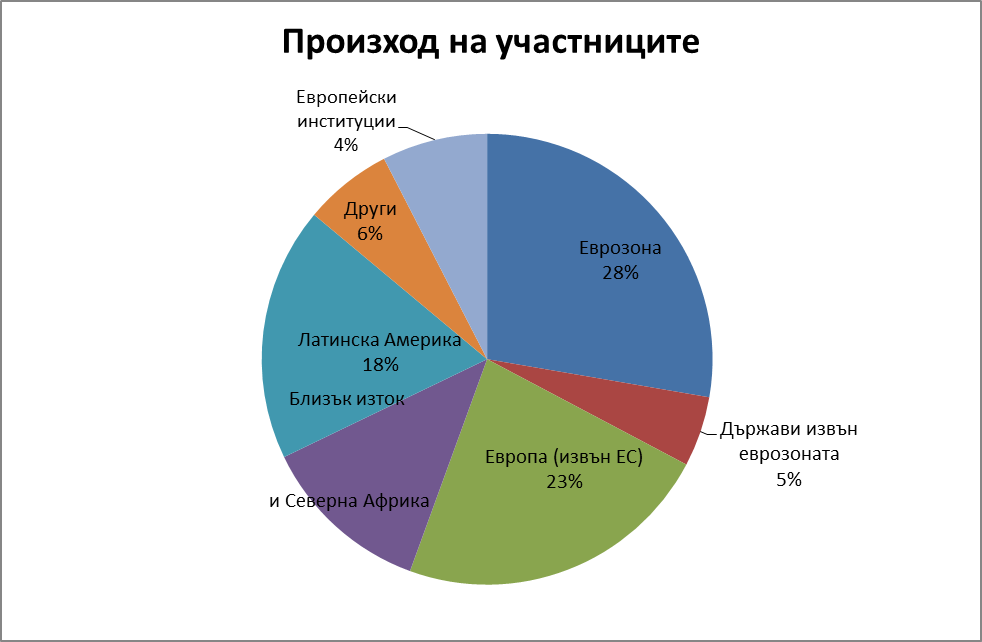 Произход на участниците
Европейски
институции
4%
Други
6%
Еврозона
28%
Латинска Америка
18%
Близък изток
и Северна Африка
Европа (извън ЕС)
23%
Държави извън
еврозоната
5%